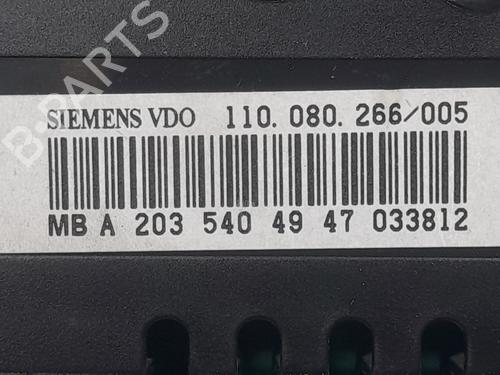 SIEMENS VDO 110.080.266/005
MB A 203 540 49 47 033812
B-PARTS